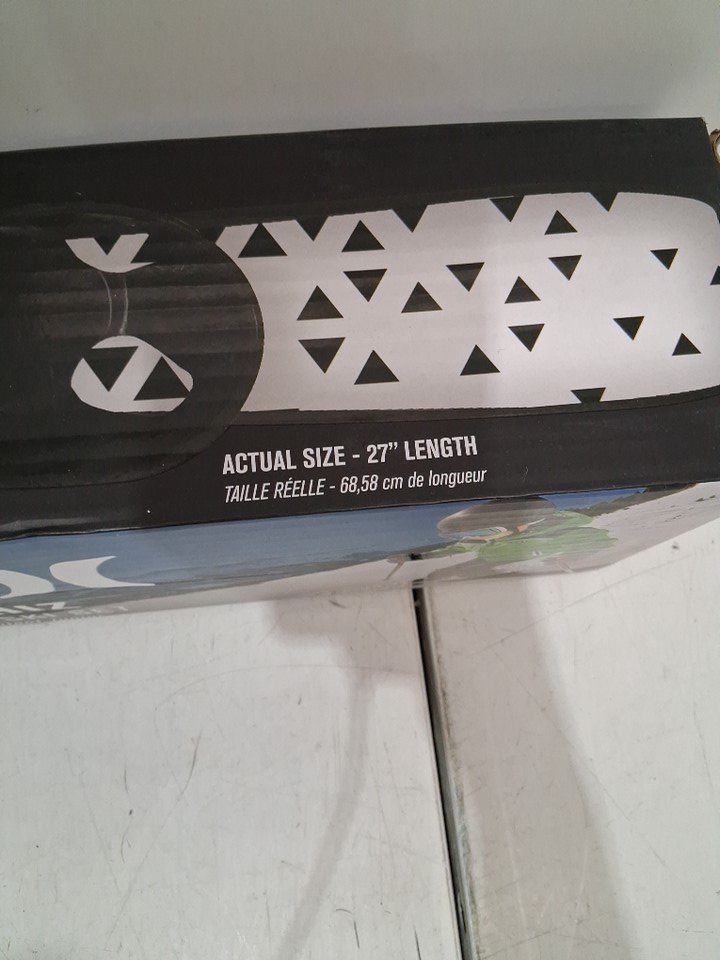 ACTUAL SIZE - 27” LENGTH
TAILLE RÉELLE - 68,58 cm de longueur